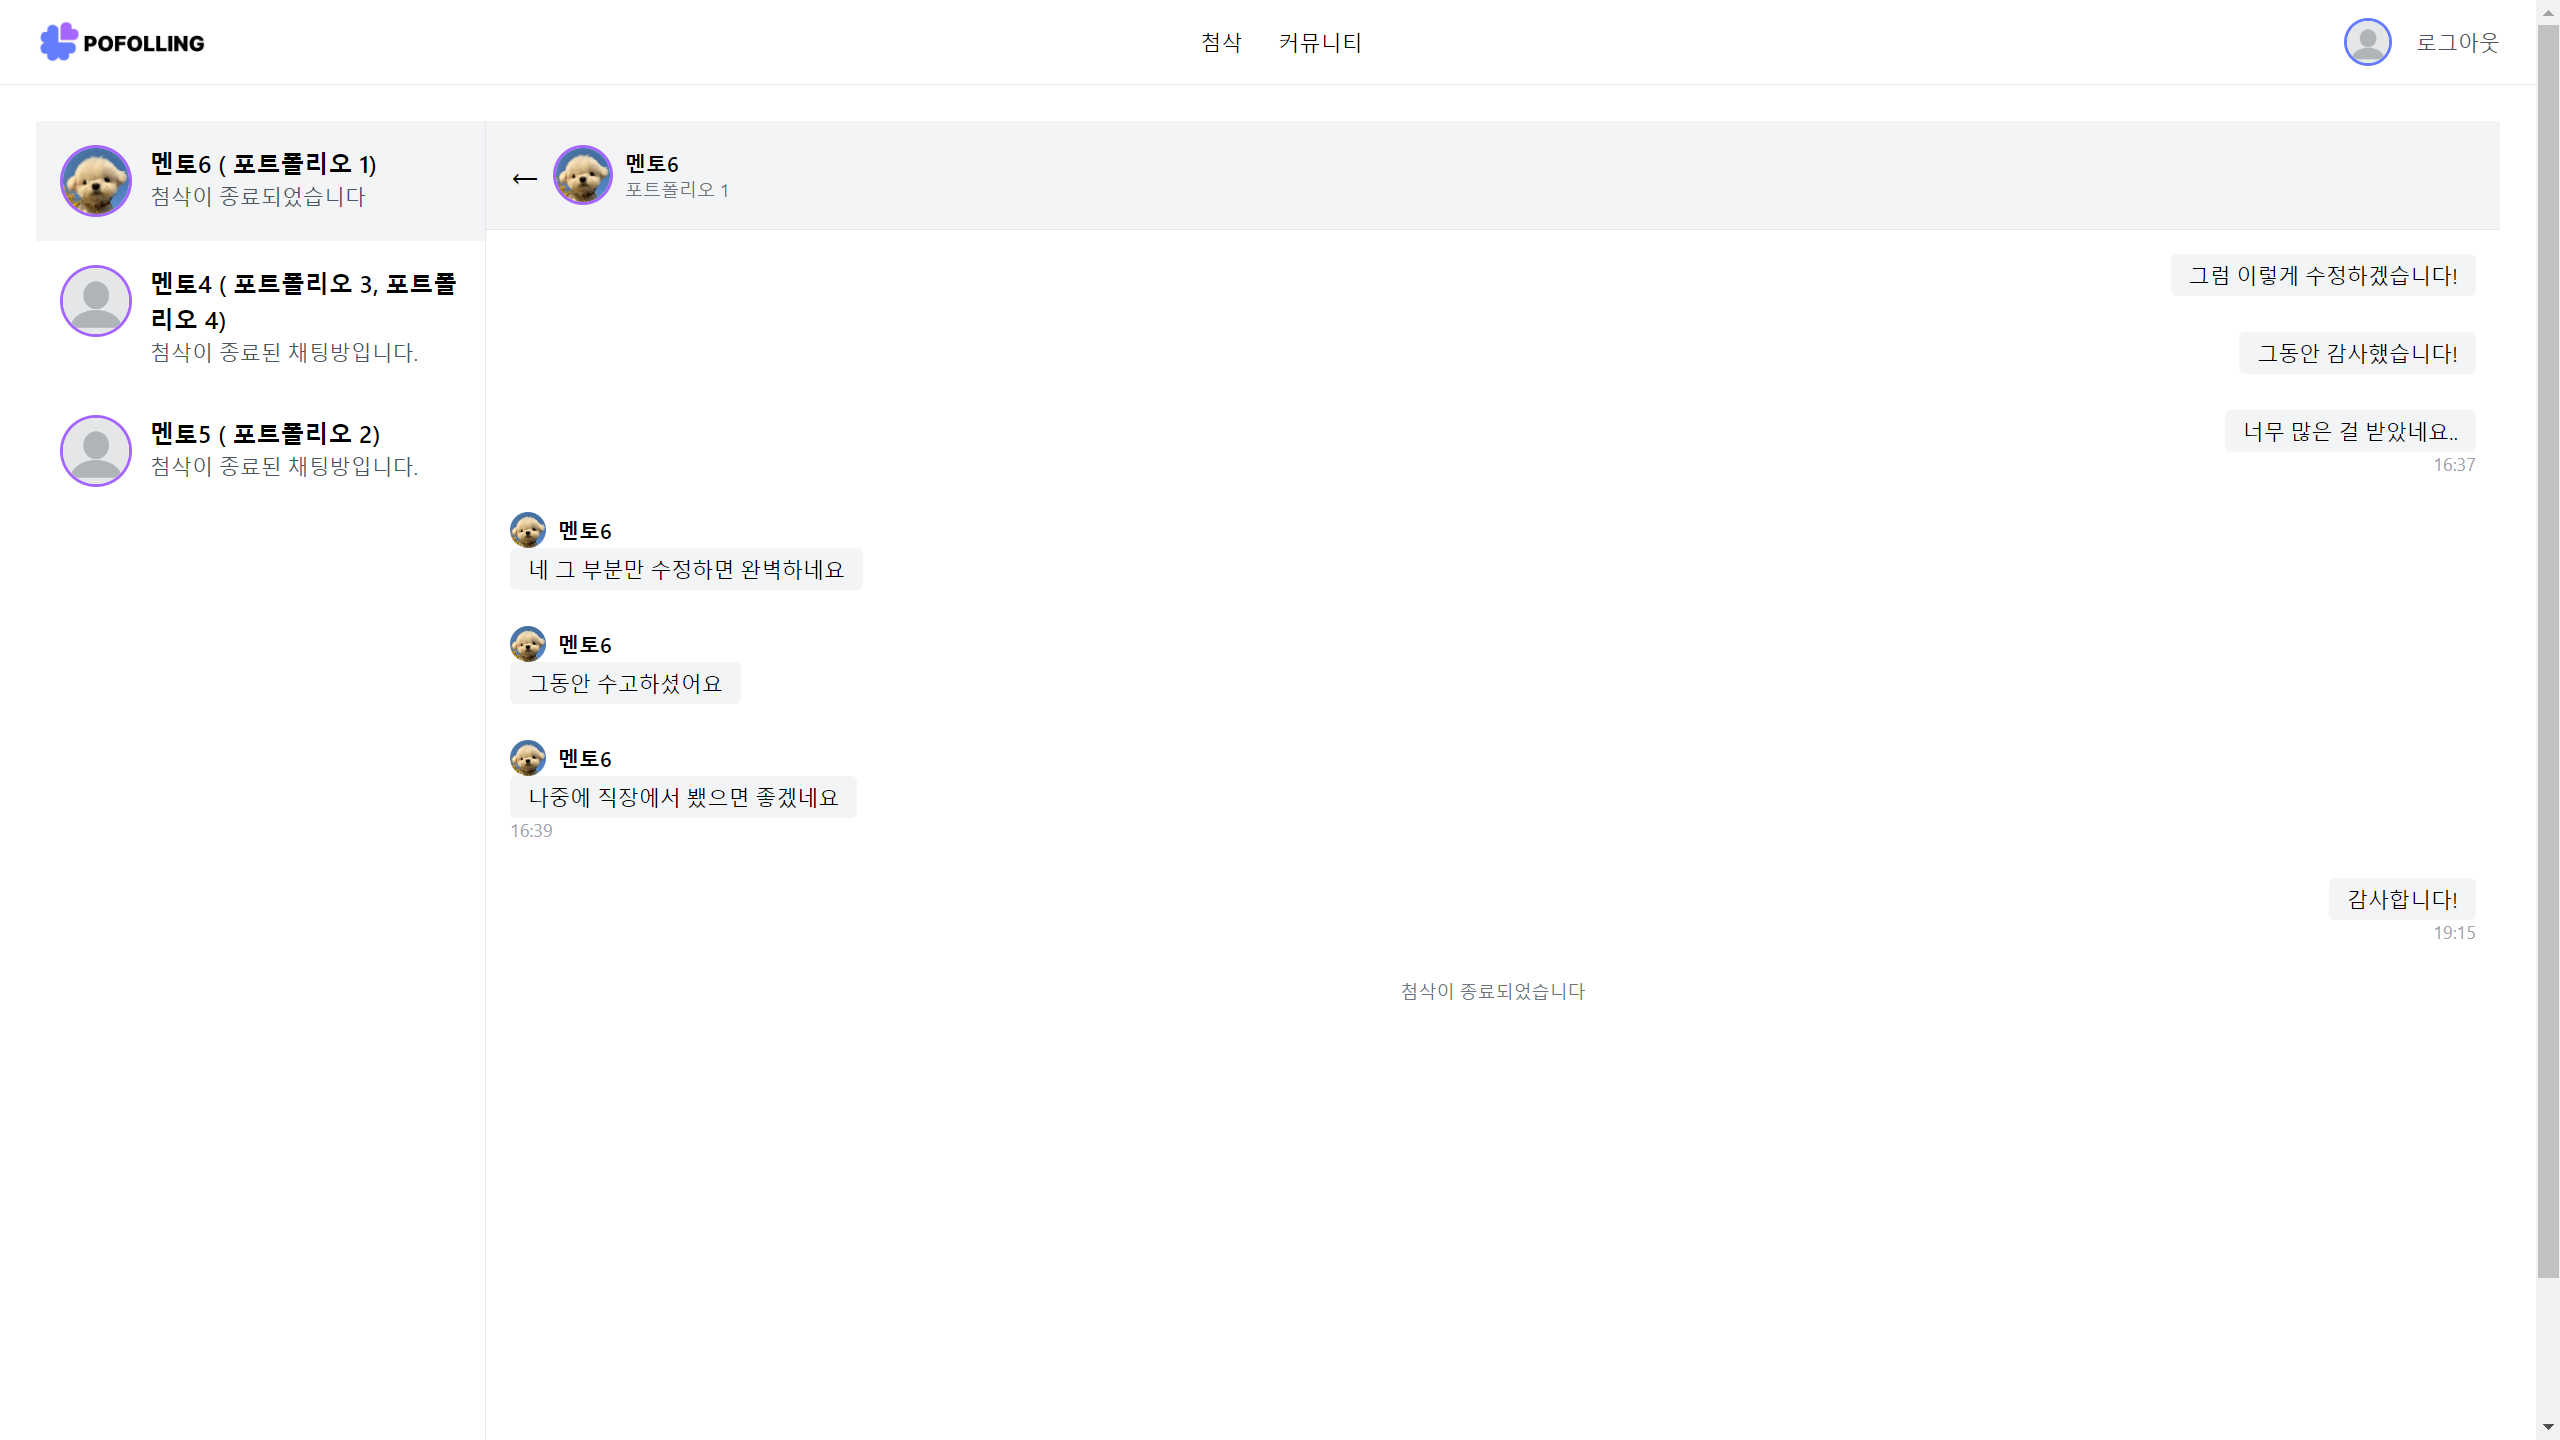 POFOLLING
첨삭
커뮤니티
로그아웃
멘토6 ( 포트폴리오 1)
첨삭이 종료되었습니다
멘토4 ( 포트폴리오 3, 포트폴
리오 4)
첨삭이 종료된 채팅방입니다.
멘토5 ( 포트폴리오 2)
첨삭이 종료된 채팅방입니다.
←
멘토6
포트폴리오 1
그럼 이렇게 수정하겠습니다!
그동안 감사했습니다!
너무 많은 걸 받았네요..
16:37
멘토6
네 그 부분만 수정하면 완벽하네요
멘토6
그동안 수고하셨어요
멘토6
나중에 직장에서 뵀으면 좋겠네요
16:39
감사합니다!
19:15
첨삭이 종료되었습니다